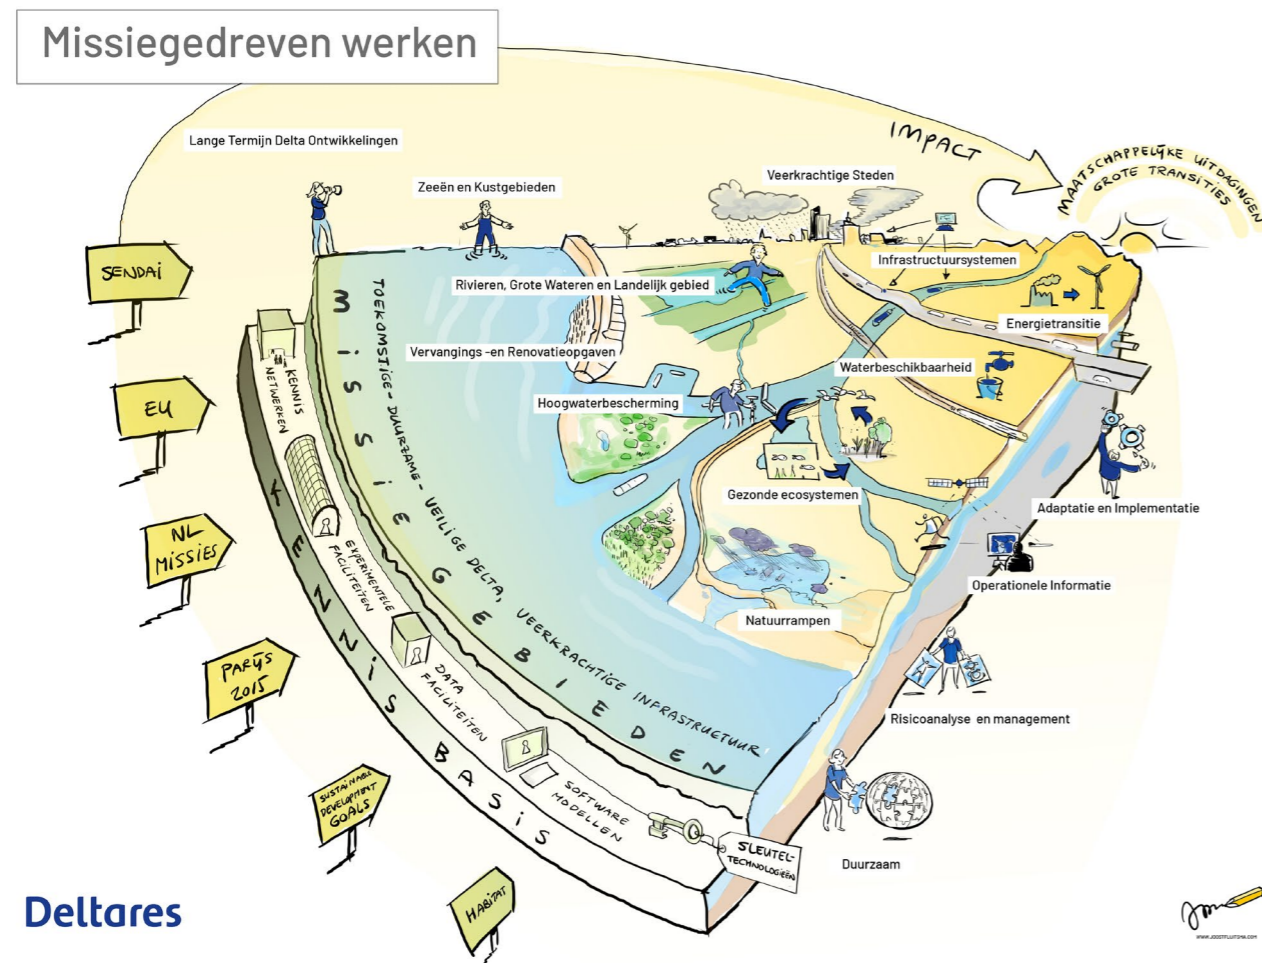 Missiegedreven werken
Lange Termijn Delta Ontwikkelingen
Zeeën en Kustgebieden
Veerkrachtige Steden
IMPACT
MAATSCHAPPELIJKE UITDAGINGEN
GROTE TRANSITIES
Infrastructuursystemen
Rivieren, Grote Wateren en Landelijk gebied
Energietransitie
Vervangings -en Renovatieopgaven
Waterbeschikbaarheid
Hoogwaterbescherming
Gezonde ecosystemen
Adaptatie en Implementatie
Operationele Informatie
Natuurrampen
Risicoanalyse en management
Duurzaam
SENDAI
EU
NL
MISSIES
PARIJS
2015
SUSTAINABLE
DEVELOPMENT
GOALS
HABITAT
MISSIEGEBIEDEN
TOEKOMSTIGE - DUURZAME - VEILIGE DELTA, VEERKRACHTIGE INFRASTRUCTUUR
KENNIS
NETWERKEN
EXPERIMENTELE
FACILITEITEN
DATA
FACILITEITEN
SOFTWARE
MODELLEN
SLEUTEL-
TECHNOLOGIEËN
KENNISBASIS
Deltares
WWW.JOOSTFLUITSMA.COM